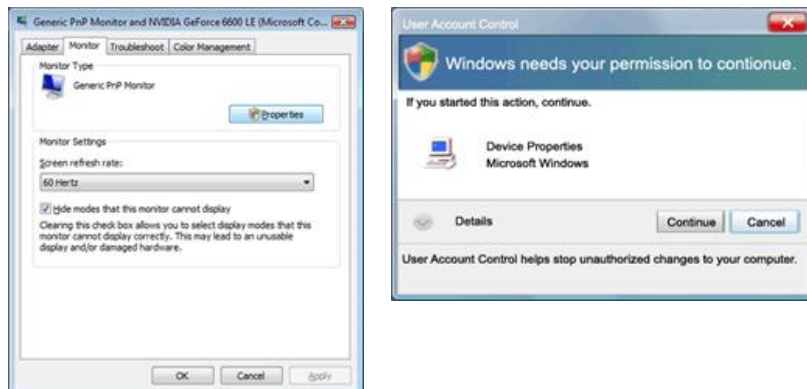 Generic PnP Monitor and NVIDIA GeForce 6600 LE (Microsoft Co...
Adapter Monitor Troubleshoot Color Management
Monitor Type
Generic PnP Monitor
Properties
Monitor Settings
Screen refresh rate:
60 Hertz
Hide modes that this monitor cannot display
Clearing this check box allows you to select display modes that this
monitor cannot display correctly. This may lead to an unusable
display and/or damaged hardware.
OK Cancel Apply
User Account Control
Windows needs your permission to contionue.
If you started this action, continue.
Device Properties
Microsoft Windows
Details Continue Cancel
User Account Control helps stop unauthorized changes to your computer.